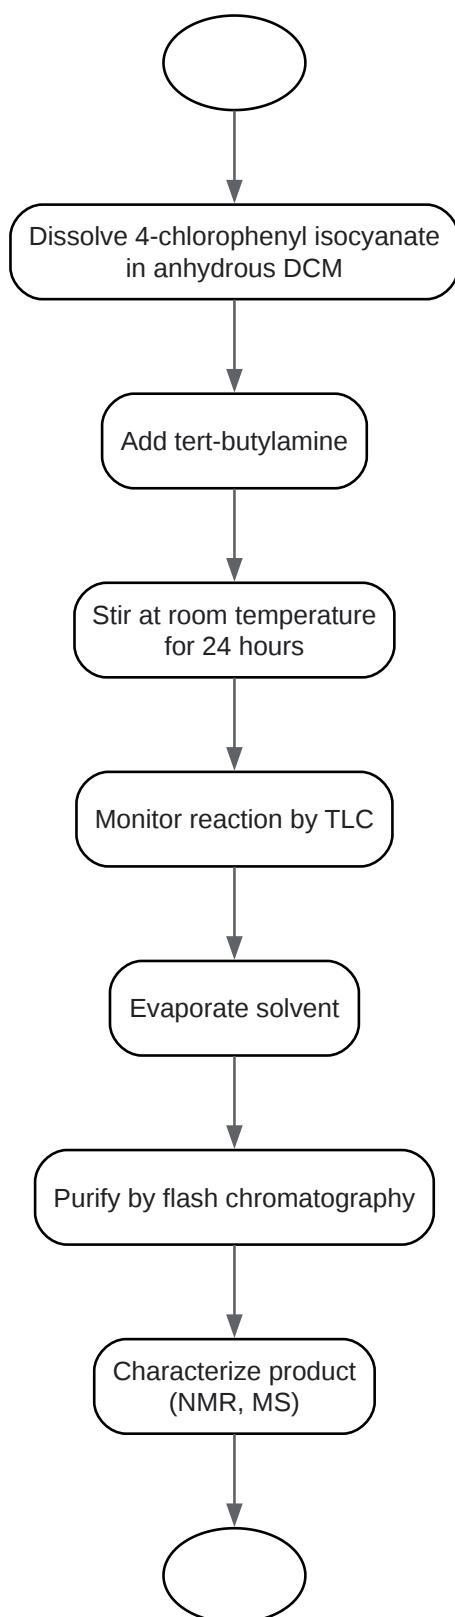 Dissolve 4-chlorophenyl isocyanate
in anhydrous DCM
Add tert-butylamine
Stir at room temperature
for 24 hours
Monitor reaction by TLC
Evaporate solvent
Purify by flash chromatography
Characterize product
(NMR, MS)